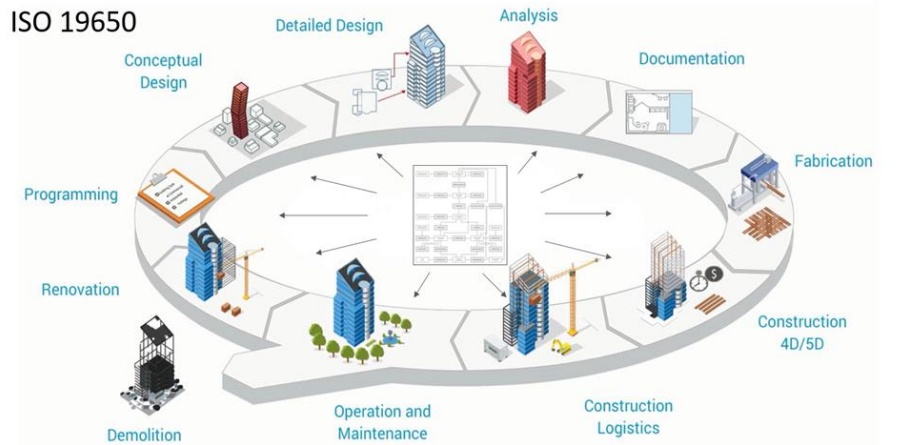 ISO 19650
Detailed Design
Analysis
Conceptual
Design
Documentation
Fabrication
Programming
Renovation
Construction
4D/5D
Construction
Logistics
Operation and
Maintenance
Demolition
$